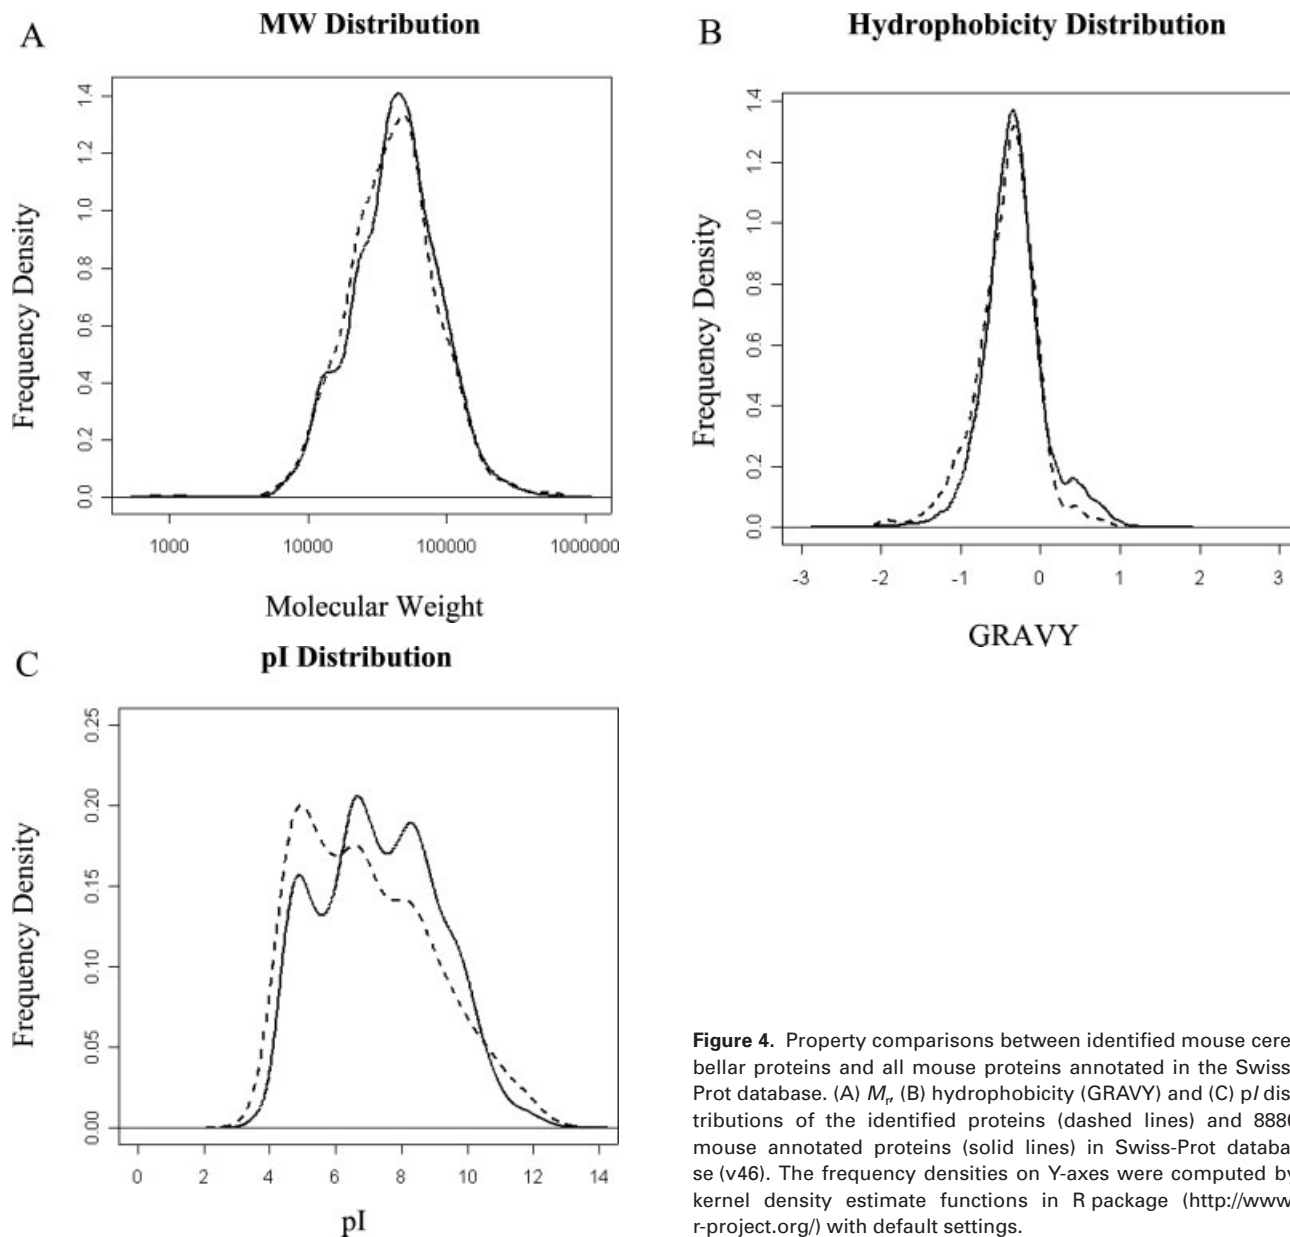 A
MW Distribution
Frequency Density
0.0 0.2 0.4 0.6 0.8 1.0 1.2 1.4
1000 10000 100000 1000000
Molecular Weight
B
Hydrophobicity Distribution
Frequency Density
0.0 0.2 0.4 0.6 0.8 1.0 1.2 1.4
-3 -2 -1 0 1 2 3
GRAVY
C
pI Distribution
Frequency Density
0.00 0.05 0.10 0.15 0.20 0.25
0 2 4 6 8 10 12 14
pI
Figure 4. Property comparisons between identified mouse cere-
bellar proteins and all mouse proteins annotated in the Swiss
Prot database. (A) Mr, (B) hydrophobicity (GRAVY) and (C) pI dis-
tributions of the identified proteins (dashed lines) and 8880
mouse annotated proteins (solid lines) in Swiss-Prot databa-
se (v46). The frequency densities on Y-axes were computed by
kernel density estimate functions in R package (http://www
r-project.org/) with default settings.